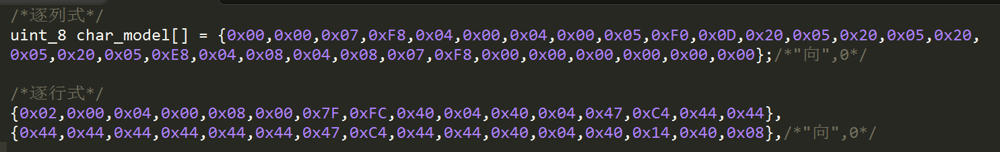 /*逐列式*/
uint_8 char_model[] = {0x00,0x00,0x07,0xF8,0x04,0x00,0x04,0x00,0x05,0xF0,0x0D,0x20,0x05,0x20,0x05,0x20,
0x05,0x20,0x05,0xE8,0x04,0x08,0x04,0x08,0x07,0xF8,0x00,0x00,0x00,0x00,0x00,0x00};/*"向",0*/
/*逐行式*/
{0x02,0x00,0x04,0x00,0x08,0x00,0x7F,0xFC,0x40,0x04,0x40,0x04,0x47,0xC4,0x44,0x44},
{0x44,0x44,0x44,0x44,0x44,0x44,0x47,0xC4,0x44,0x44,0x40,0x04,0x40,0x14,0x40,0x08},/*"向",0*/